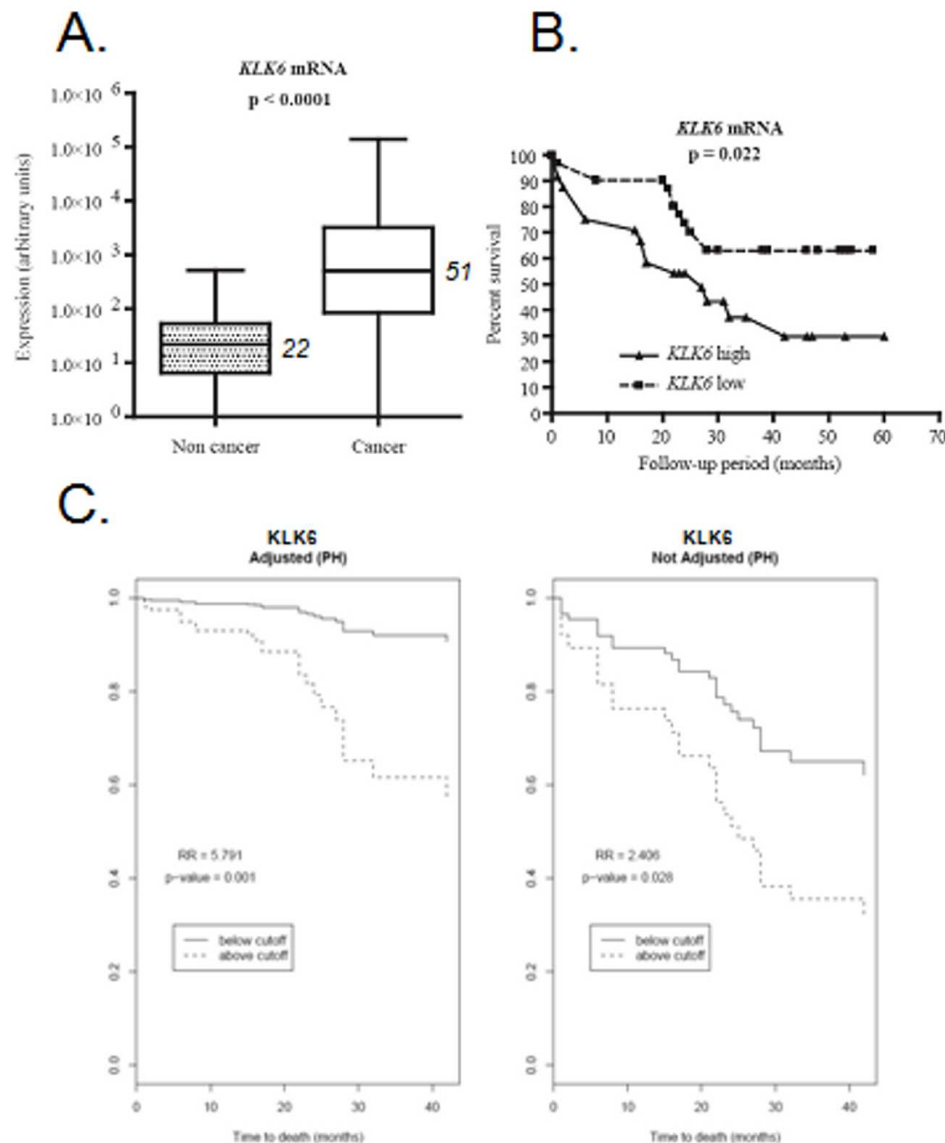 A.
KLK6 mRNA
p < 0.0001
Expression (arbitrary units)
1.0×10 6
1.0×10 5
1.0×10 4
1.0×10 3
1.0×10 2
1.0×10 1
1.0×10 0
22
51
Non cancer
Cancer
B.
KLK6 mRNA
p = 0.022
Percent survival
100
90
80
70
60
50
40
30
20
10
0
KLK6 high
KLK6 low
0 10 20 30 40 50 60 70
Follow-up period (months)
C.
KLK6
Adjusted (PH)
1.0
0.8
0.6
0.4
0.2
0.0
RR = 5.791
p-value = 0.001
below cutoff
above cutoff
0 10 20 30 40
Time to death (months)
KLK6
Not Adjusted (PH)
1.0
0.8
0.6
0.4
0.2
0.0
RR = 2.406
p-value = 0.028
below cutoff
above cutoff
0 10 20 30 40
Time to death (months)